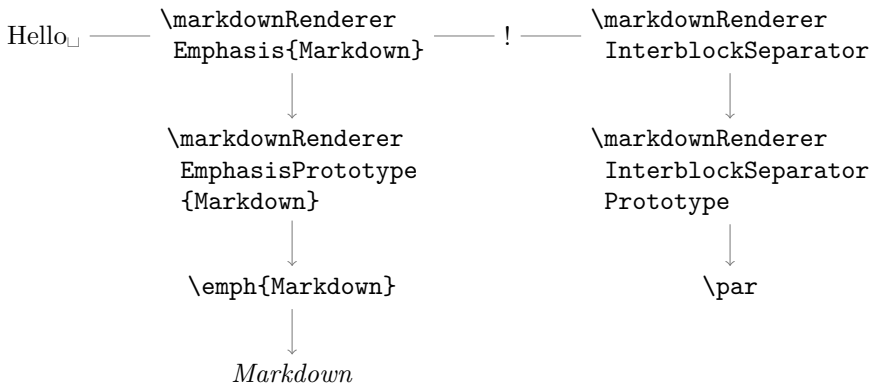 Hello␣ \markdownRenderer Emphasis{Markdown} ! \markdownRenderer InterblockSeparator
\markdownRenderer
EmphasisPrototype
{Markdown}
\markdownRenderer
InterblockSeparator
Prototype
\emph{Markdown}
\par
Markdown